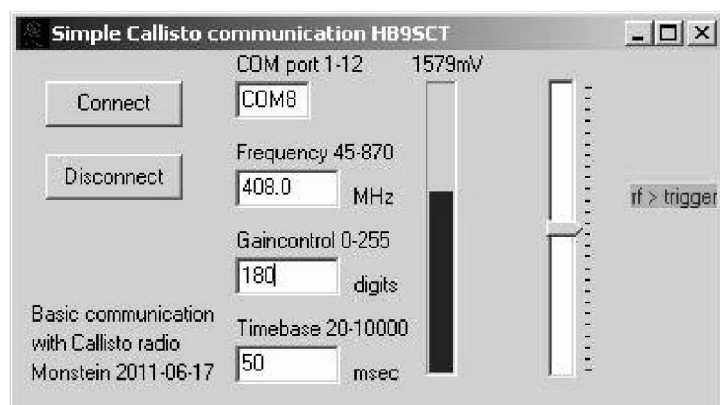 Simple Callisto communication HB9SCT
COM port 1-12
1579mV
Connect
COM8
Disconnect
Frequency 45-870
408.0
MHz
rf > trigger
Gaincontrol 0-255
180
digits
Basic communication
with Callisto radio
Monstein 2011-06-17
Timebase 20-10000
50
msec